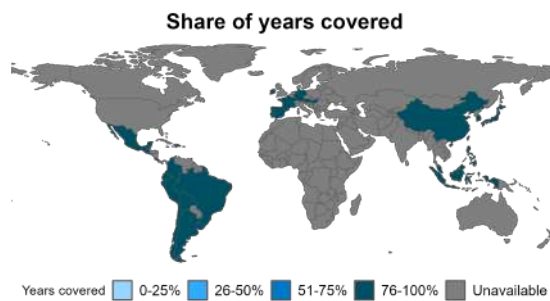 Share of years covered
Years covered 0-25% 26-50% 51-75% 76-100% Unavailable